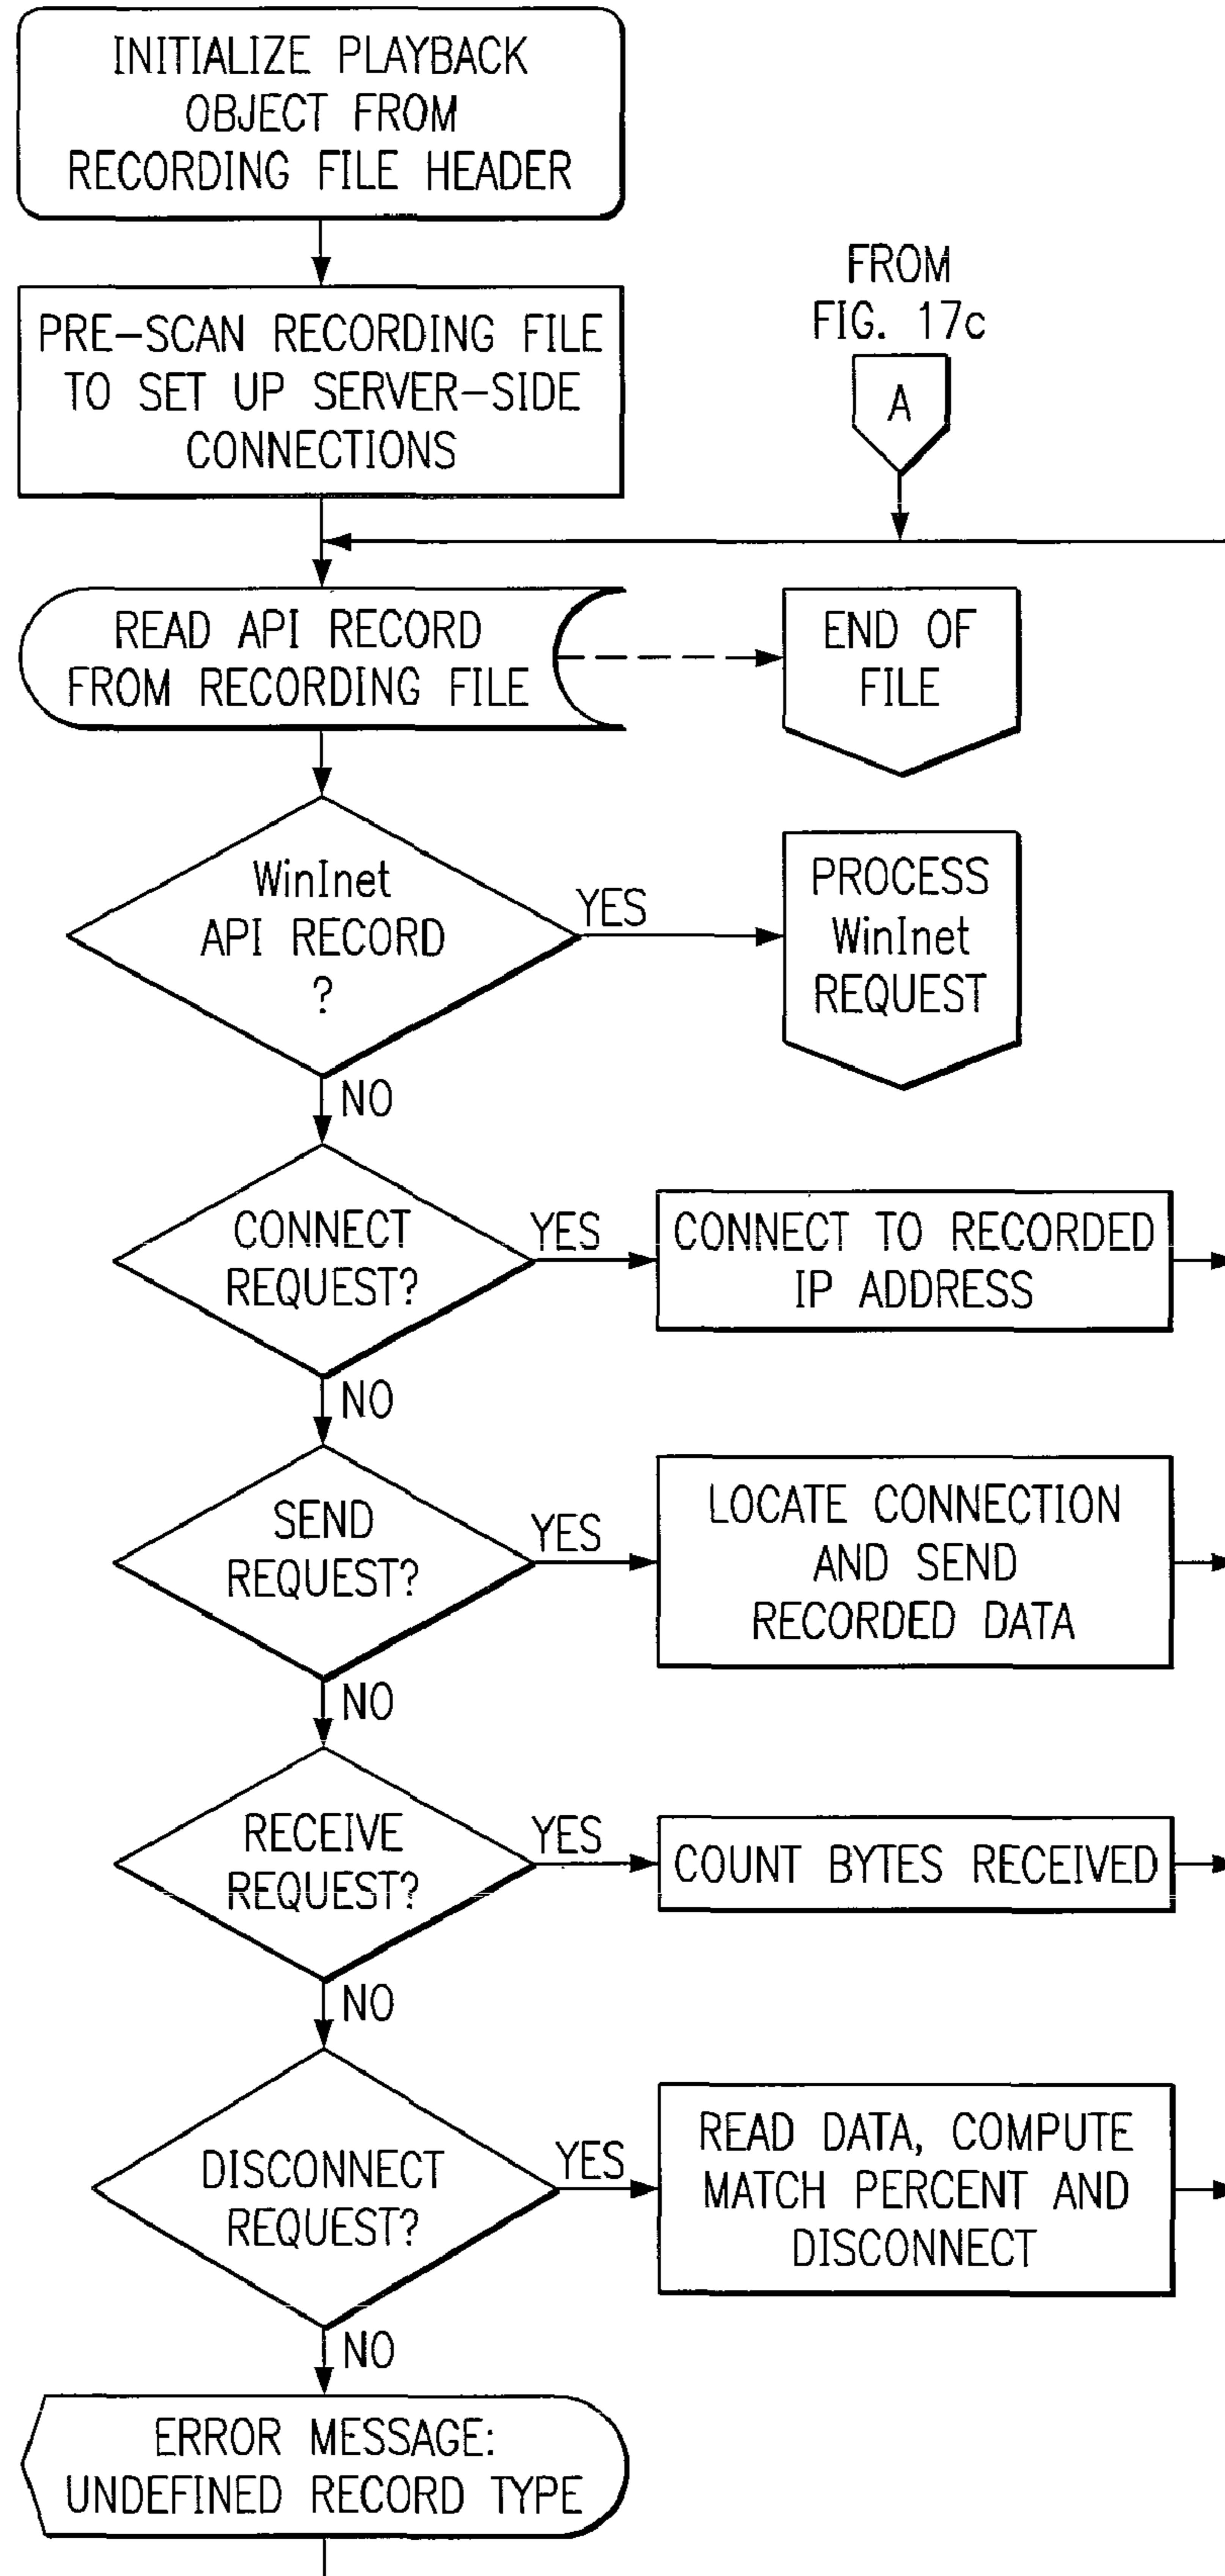 INITIALIZE PLAYBACK
OBJECT FROM
RECORDING FILE HEADER
PRE-SCAN RECORDING FILE
TO SET UP SERVER-SIDE
CONNECTIONS
FROM
FIG. 17c
A
READ API RECORD
FROM RECORDING FILE
END OF
FILE
WinInet
API RECORD
?
YES
PROCESS
WinInet
REQUEST
NO
CONNECT
REQUEST?
YES
CONNECT TO RECORDED
IP ADDRESS
NO
SEND
REQUEST?
YES
LOCATE CONNECTION
AND SEND
RECORDED DATA
NO
RECEIVE
REQUEST?
YES
COUNT BYTES RECEIVED
NO
DISCONNECT
REQUEST?
YES
READ DATA, COMPUTE
MATCH PERCENT AND
DISCONNECT
NO
ERROR MESSAGE:
UNDEFINED RECORD TYPE